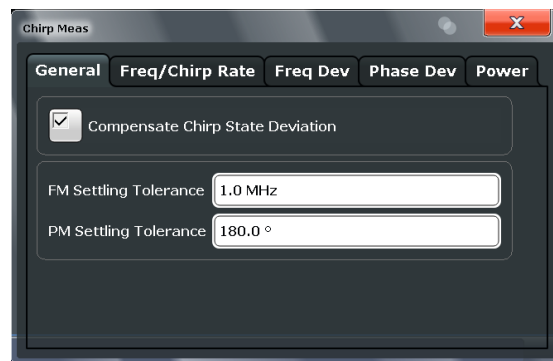 Chirp Meas
General Freq/Chirp Rate Freq Dev Phase Dev Power
Compensate Chirp State Deviation
FM Settling Tolerance 1.0 MHz
PM Settling Tolerance 180.0 °